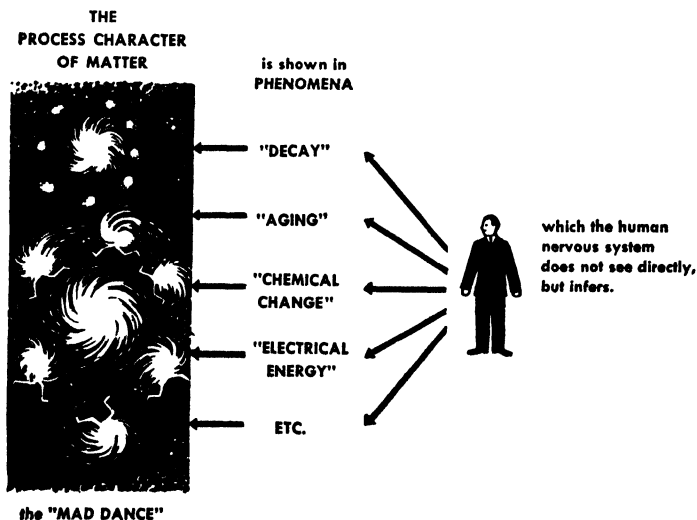 THE
PROCESS CHARACTER
OF MATTER
is shown in
PHENOMENA
"DECAY"
"AGING"
"CHEMICAL
CHANGE"
"ELECTRICAL
ENERGY"
ETC.
which the human
nervous system
does not see directly,
but infers.
the "MAD DANCE"